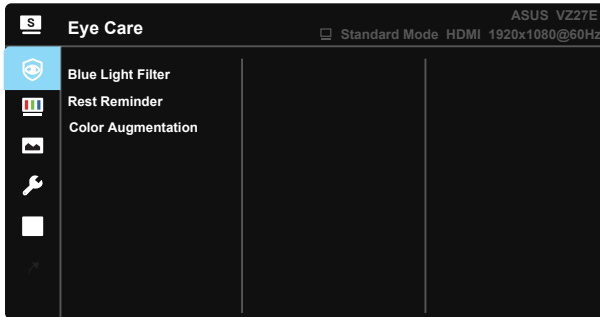 S
Eye Care
ASUS VZ27E
Standard Mode HDMI 1920x1080@60Hz
Blue Light Filter
Rest Reminder
Color Augmentation